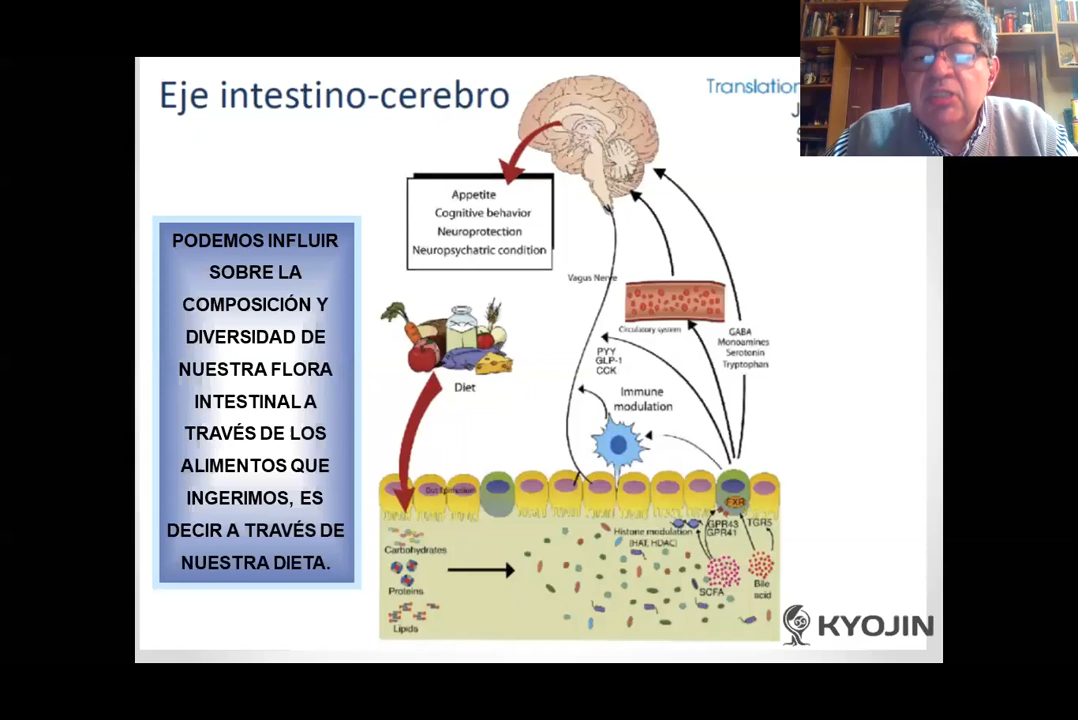 Eje intestino-cerebro
Translation
Appetite
Cognitive behavior
Neuroprotection
Neuropsychatric condition
PODEMOS INFLUIR
SOBRE LA
COMPOSICIÓN Y
DIVERSIDAD DE
NUESTRA FLORA
INTESTINAL A
TRAVÉS DE LOS
ALIMENTOS QUE
INGERIMOS, ES
DECIR A TRAVÉS DE
NUESTRA DIETA.
Vagus Nerve
Circulatory system
GABA
Monoamines
Serotonin
Tryptophan
PYY
GLP-1
CCK
Diet
Immune
modulation
Gut Epithelium
FXR
Histone modulation
(HAT, HDAC)
GPR43
GPR41
TGR5
Carbohydrates
Proteins
Lipids
SCFA
Bile
acid
KYOJIN